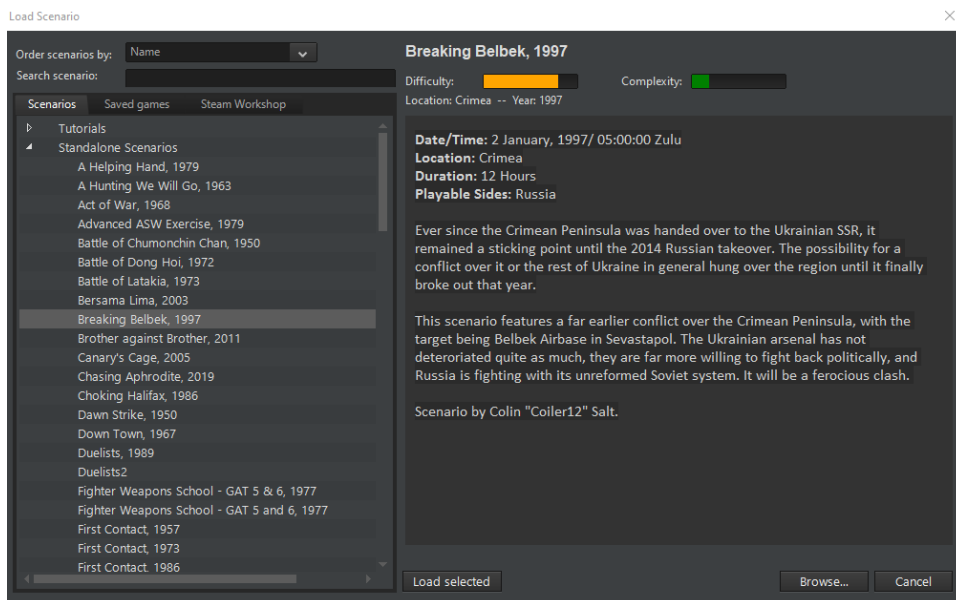 Load Scenario
Order scenarios by:
Name
Search scenario:
Scenarios
Saved games
Steam Workshop
Tutorials
Standalone Scenarios
A Helping Hand, 1979
A Hunting We Will Go, 1963
Act of War, 1968
Advanced ASW Exercise, 1979
Battle of Chumonchin Chan, 1950
Battle of Dong Hoi, 1972
Battle of Latakia, 1973
Bersama Lima, 2003
Breaking Belbek, 1997
Brother against Brother, 2011
Canary's Cage, 2005
Chasing Aphrodite, 2019
Choking Halifax, 1986
Dawn Strike, 1950
Down Town, 1967
Duelists, 1989
Duelists2
Fighter Weapons School - GAT 5 & 6, 1977
Fighter Weapons School - GAT 5 and 6, 1977
First Contact, 1957
First Contact, 1973
First Contact, 1986
Breaking Belbek, 1997
Difficulty:
Complexity:
Location: Crimea -- Year: 1997
Date/Time: 2 January, 1997/ 05:00:00 Zulu
Location: Crimea
Duration: 12 Hours
Playable Sides: Russia
Ever since the Crimean Peninsula was handed over to the Ukrainian SSR, it
remained a sticking point until the 2014 Russian takeover. The possibility for a
conflict over it or the rest of Ukraine in general hung over the region until it finally
broke out that year.
This scenario features a far earlier conflict over the Crimean Peninsula, with the
target being Belbek Airbase in Sevastapol. The Ukrainian arsenal has not
deteroriated quite as much, they are far more willing to fight back politically, and
Russia is fighting with its unreformed Soviet system. It will be a ferocious clash.
Scenario by Colin "Coiler12" Salt.
Load selected
Browse...
Cancel